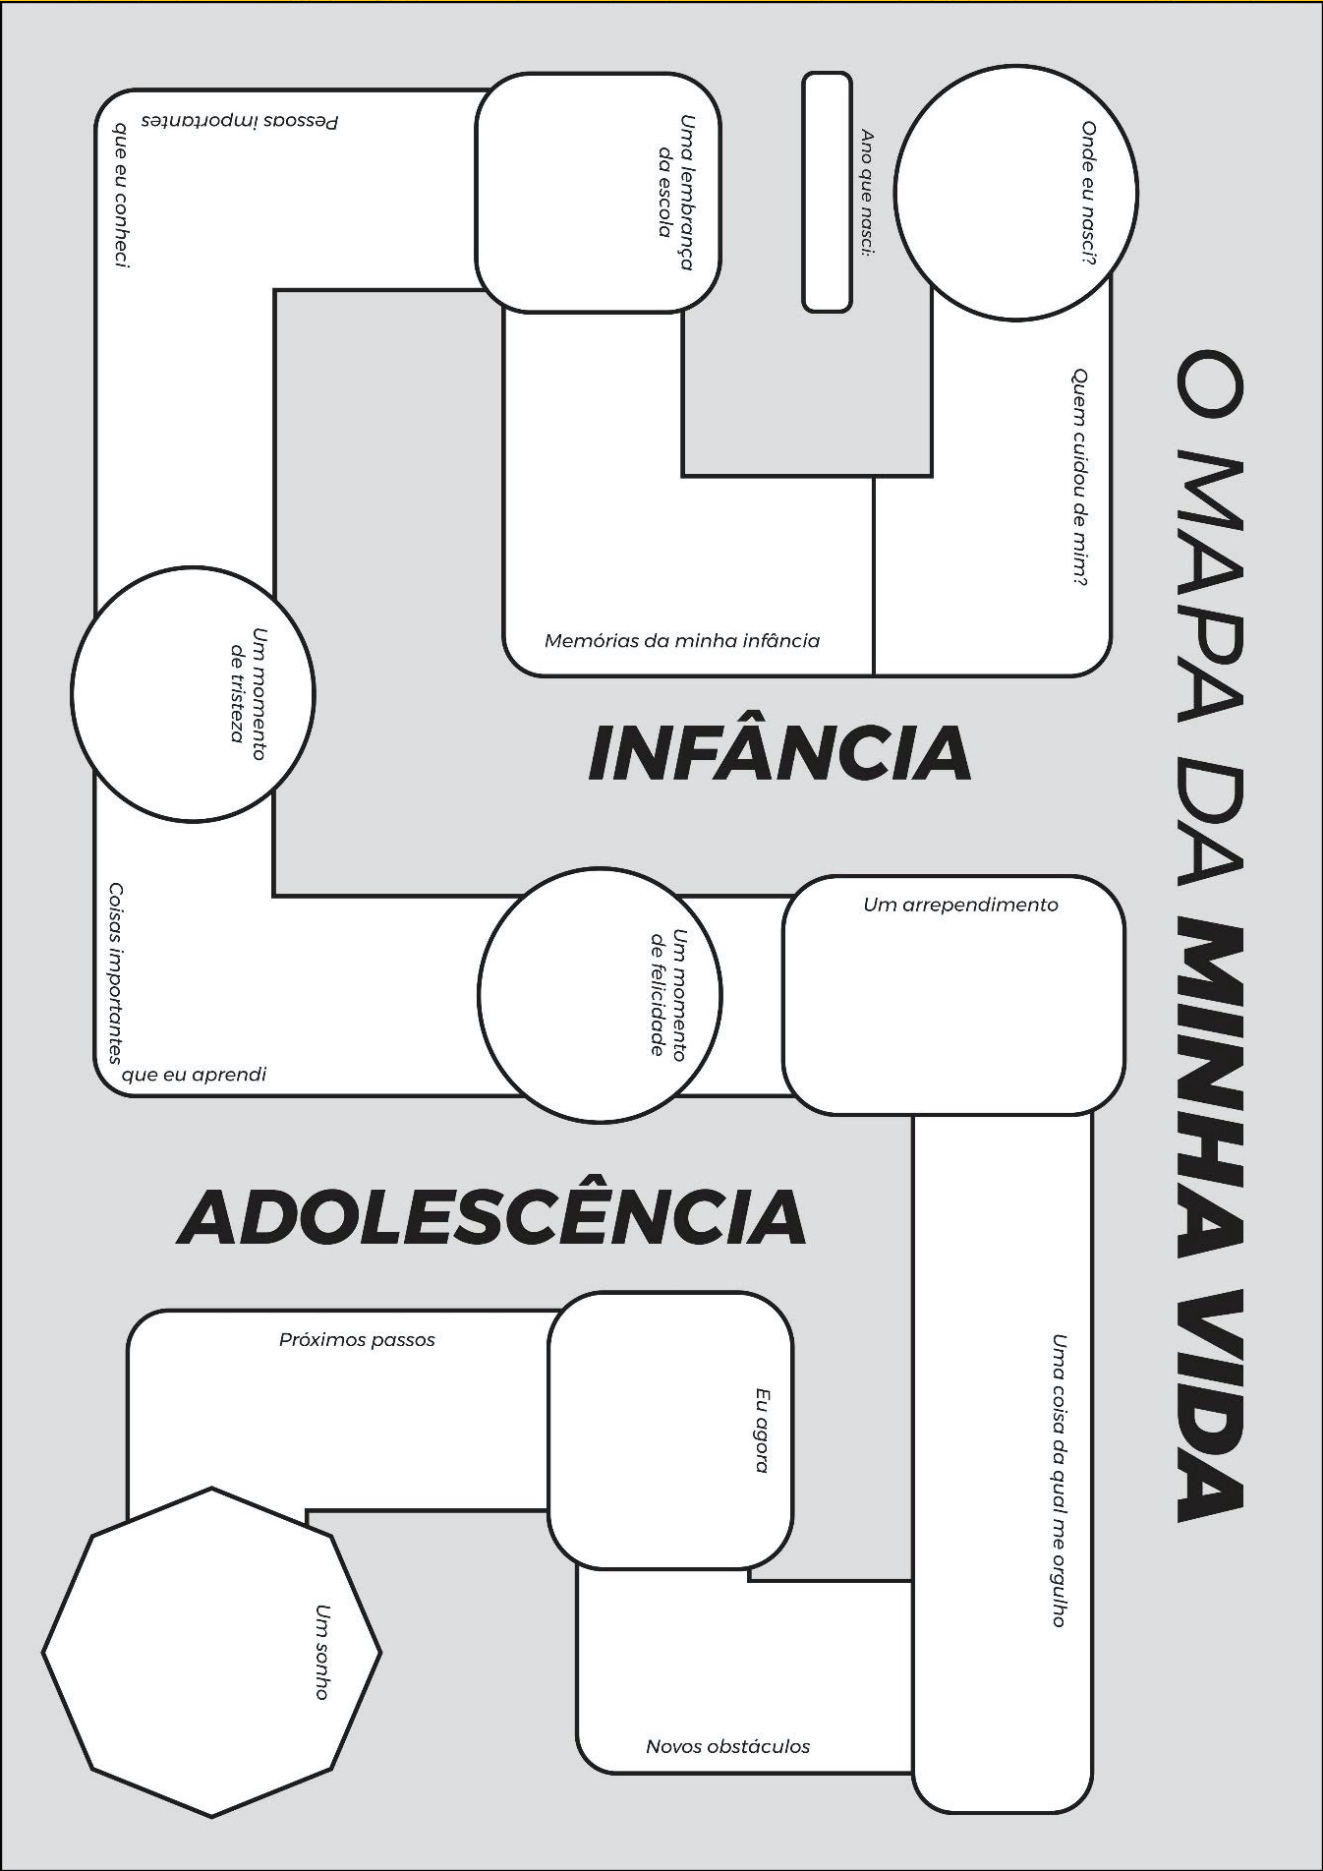 O MAPA DA MINHA VIDA
Onde eu nasci?
Ano que nasci:
Quem cuidou de mim?
Memórias da minha infância
Uma lembrança
da escola
Pessoas importantes
que eu conheci
INFÂNCIA
Um momento
de tristeza
Coisas importantes
que eu aprendi
Um momento
de felicidade
Um arrependimento
ADOLESCÊNCIA
Uma coisa da qual me orgulho
Novos obstáculos
Eu agora
Próximos passos
Um sonho